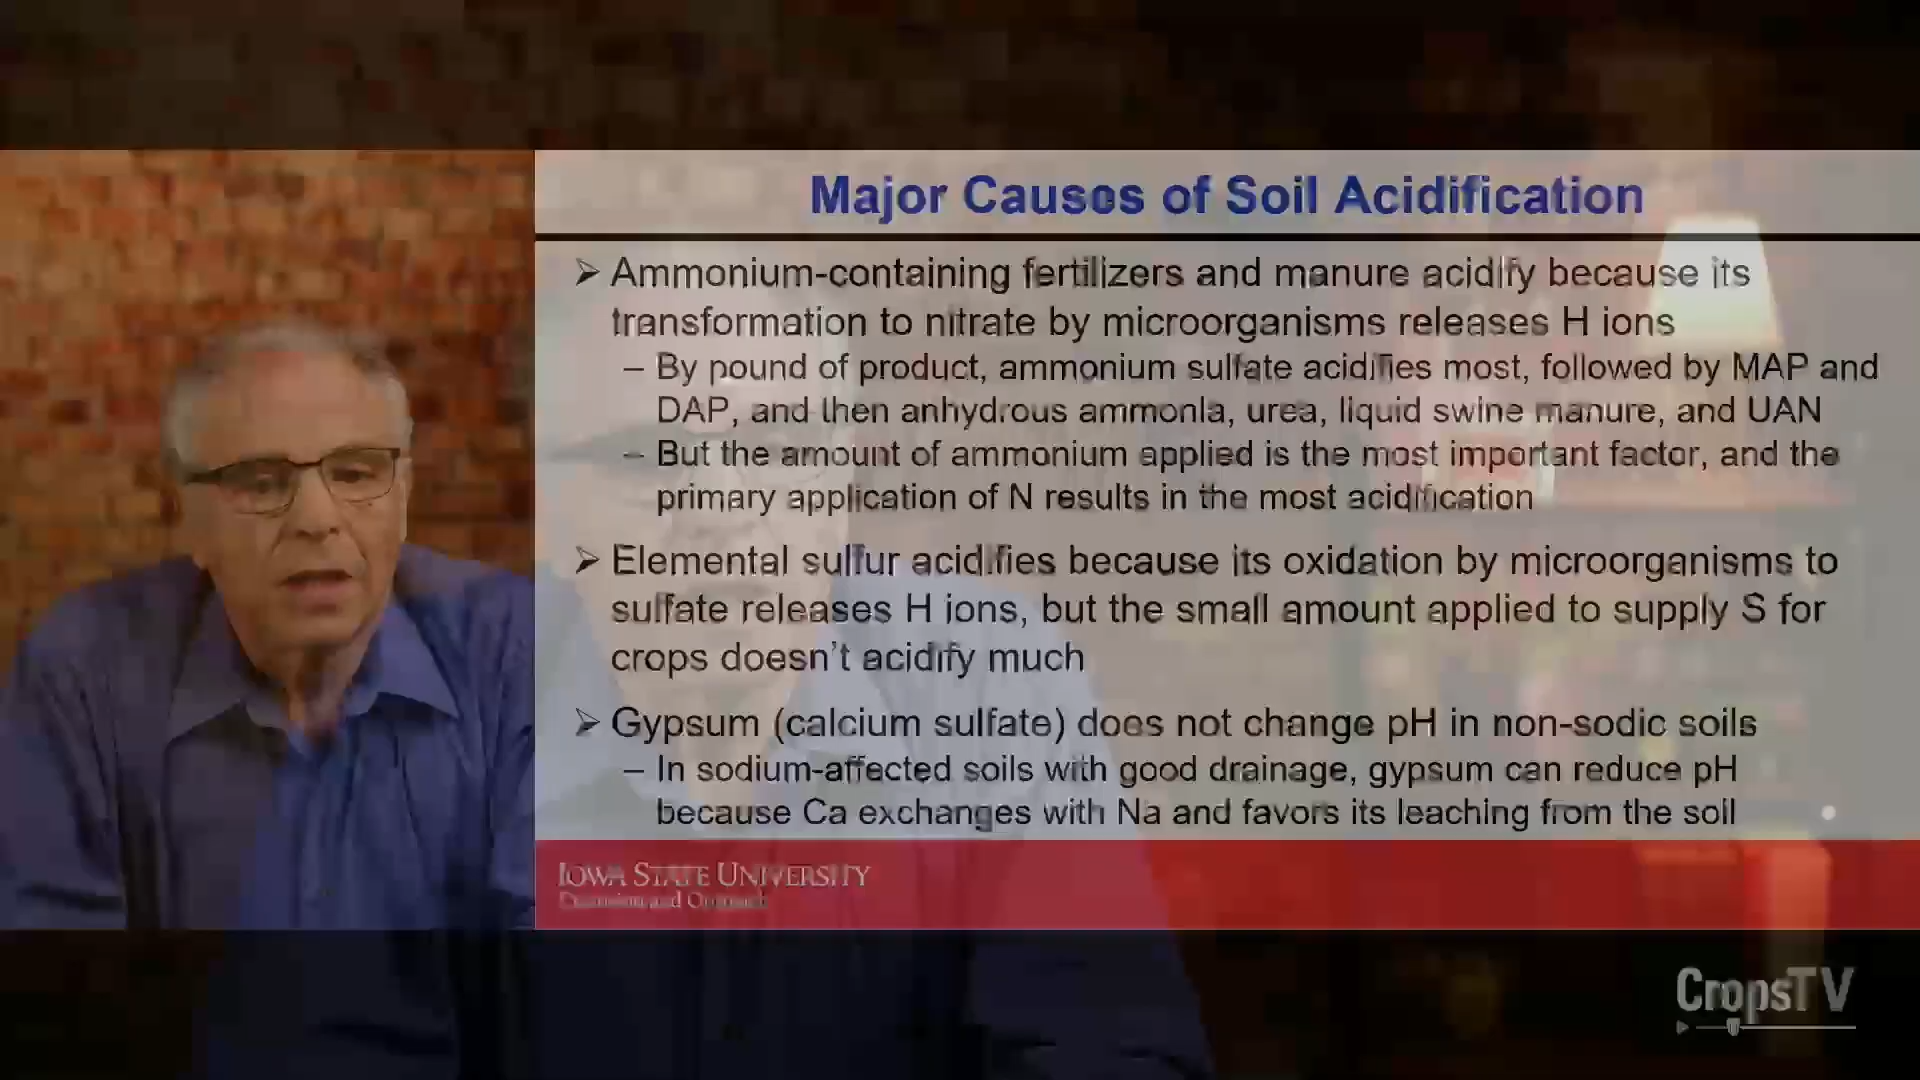 Major Causes of Soil Acidification
➢ Ammonium-containing fertilizers and manure acidify because its
transformation to nitrate by microorganisms releases H ions
– By pound of product, ammonium sulfate acidifies most, followed by MAP and
DAP, and then anhydrous ammonia, urea, liquid swine manure, and UAN
– But the amount of ammonium applied is the most important factor, and the
primary application of N results in the most acidification
➢ Elemental sulfur acidifies because its oxidation by microorganisms to
sulfate releases H ions, but the small amount applied to supply S for
crops doesn’t acidify much
➢ Gypsum (calcium sulfate) does not change pH in non-sodic soils
– In sodium-affected soils with good drainage, gypsum can reduce pH
because Ca exchanges with Na and favors its leaching from the soil
IOWA STATE UNIVERSITY
Extension and Outreach
CropsTV